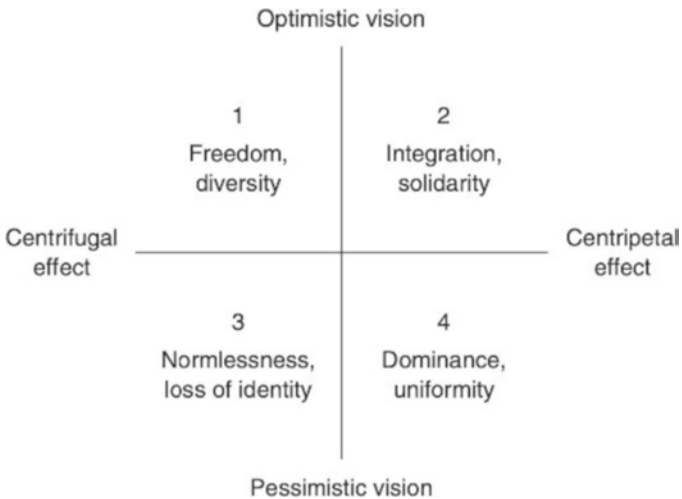 Optimistic vision
1
Freedom,
diversity
2
Integration,
solidarity
Centrifugal
effect
Centripetal
effect
3
Normlessness,
loss of identity
4
Dominance,
uniformity
Pessimistic vision